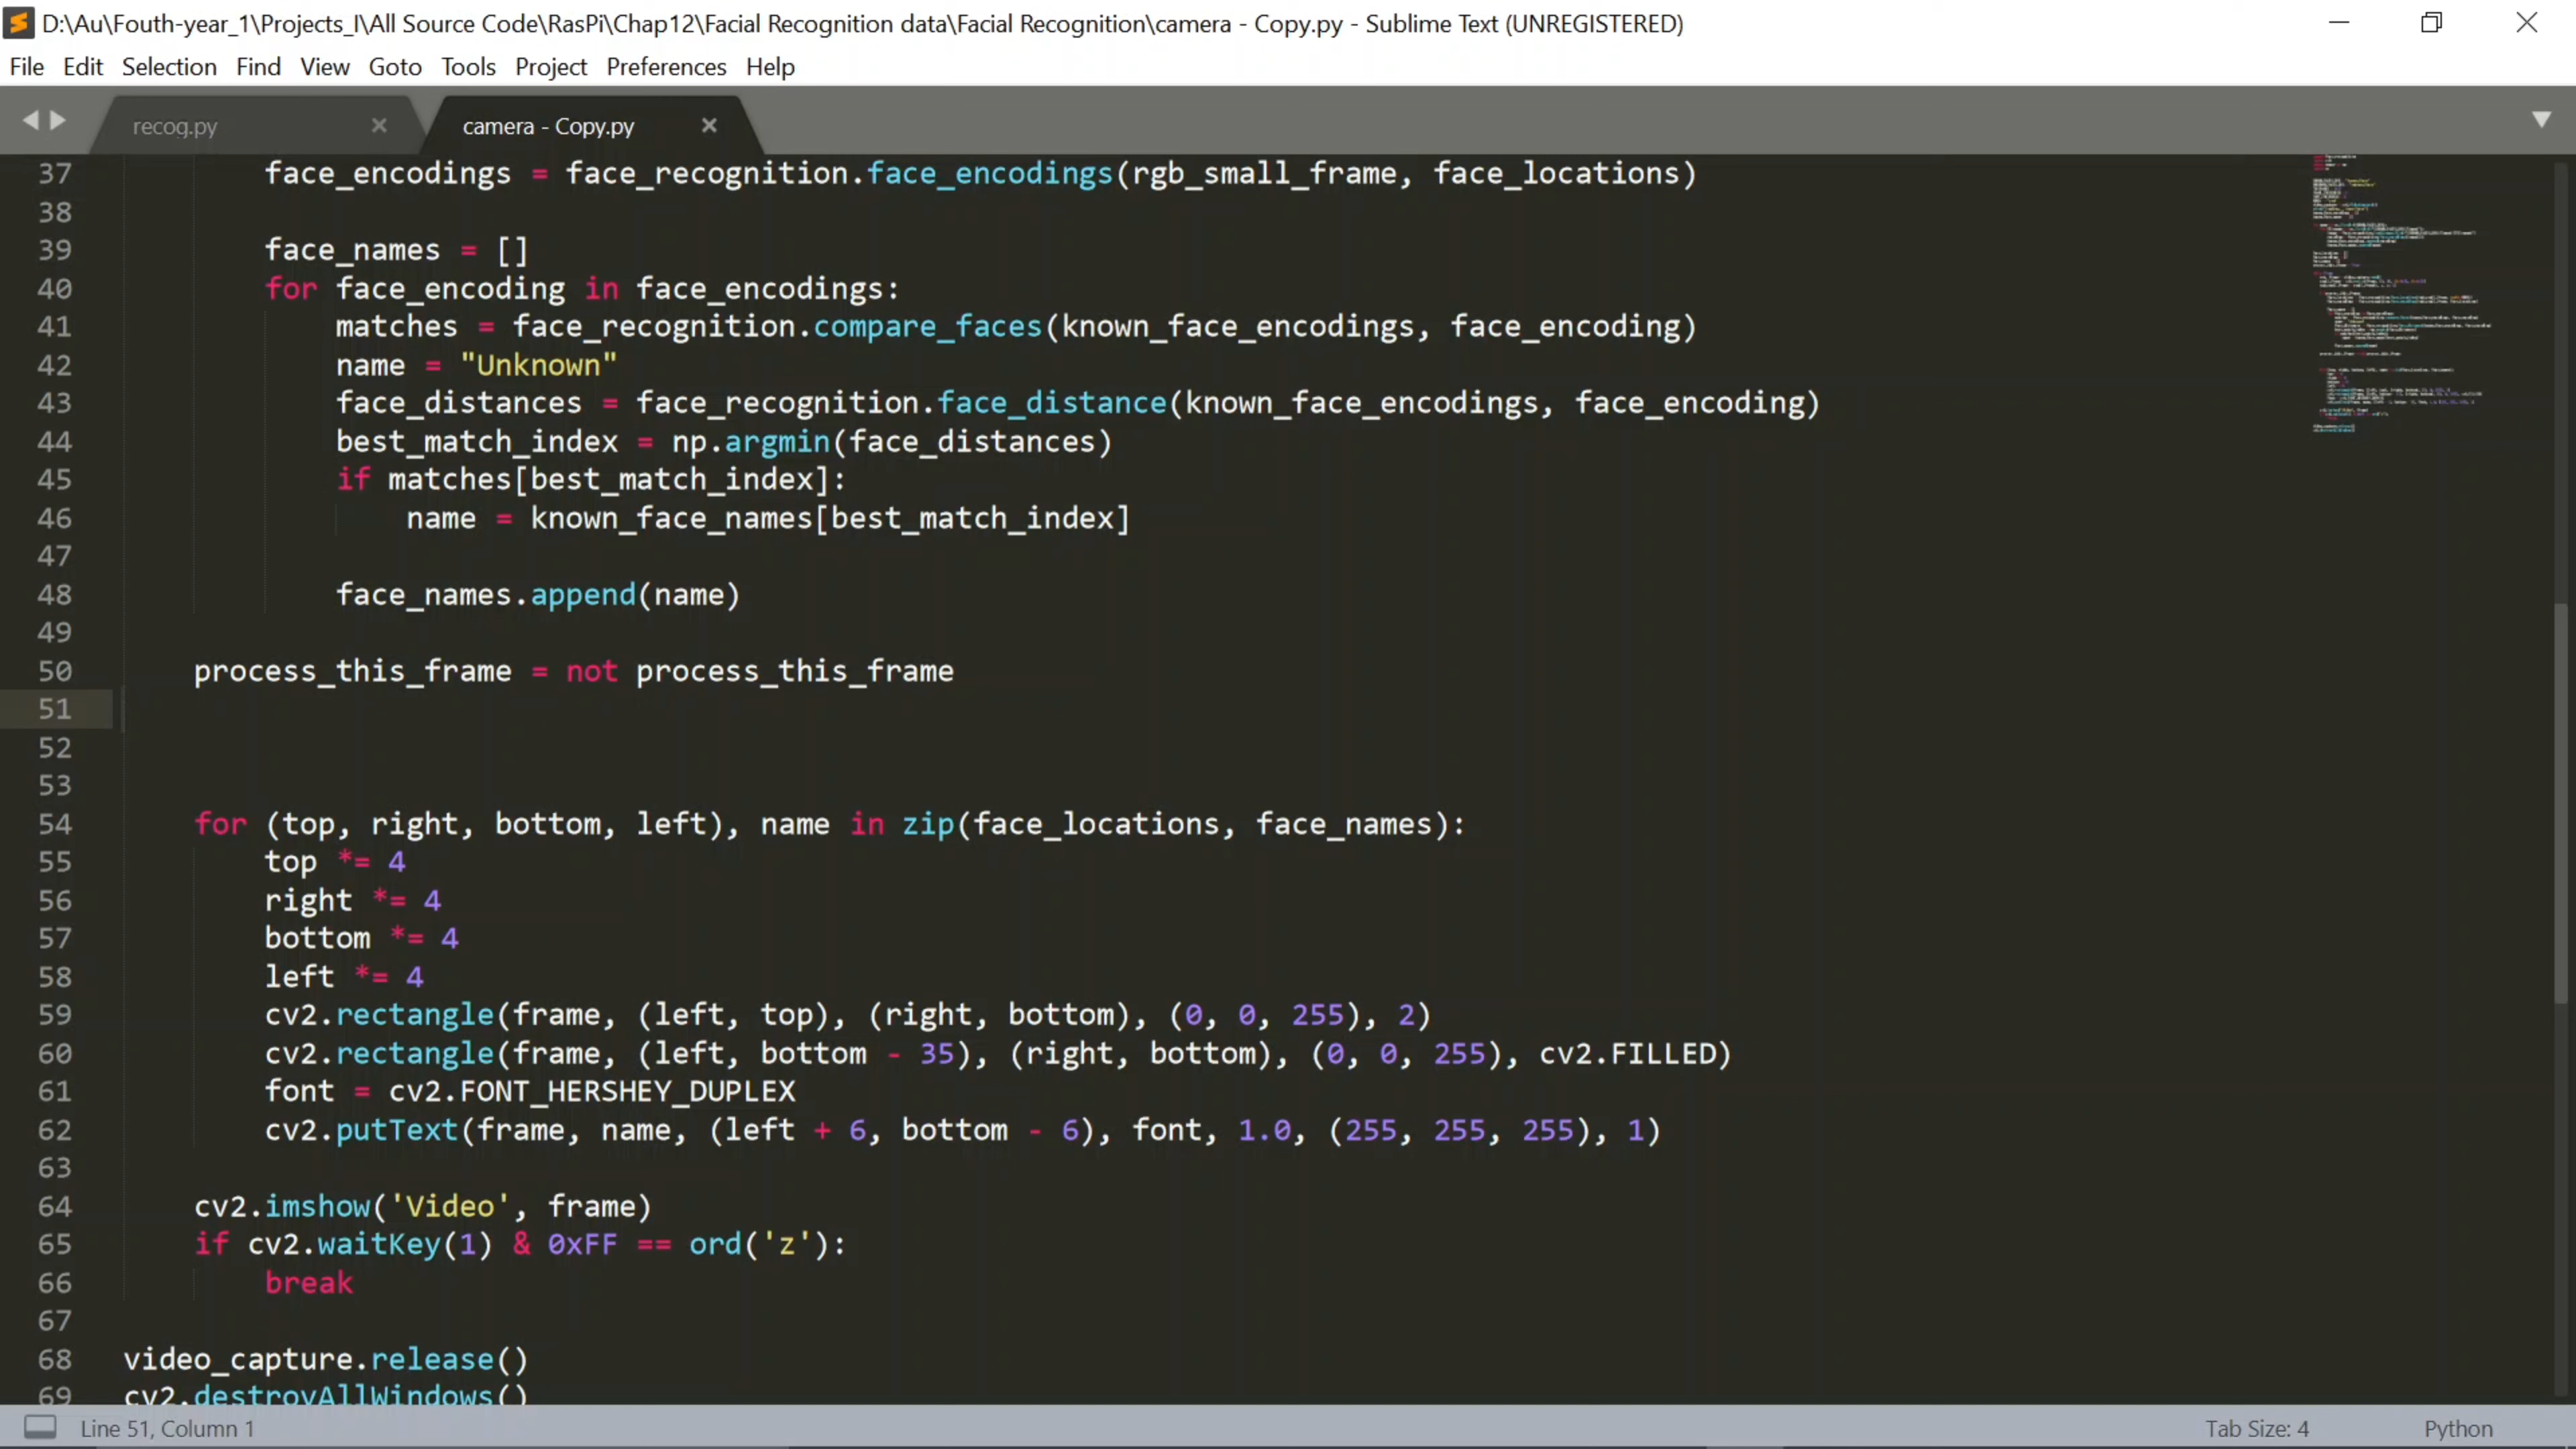 D:\Au\Fouth-year_1\Projects_I\All Source Code\RasPi\Chap12\Facial Recognition data\Facial Recognition\camera - Copy.py - Sublime Text (UNREGISTERED)
File Edit Selection Find View Goto Tools Project Preferences Help
recog.py camera - Copy.py
37 face_encodings = face_recognition.face_encodings(rgb_small_frame, face_locations)
38
39 face_names = []
40 for face_encoding in face_encodings:
41 matches = face_recognition.compare_faces(known_face_encodings, face_encoding)
42 name = "Unknown"
43 face_distances = face_recognition.face_distance(known_face_encodings, face_encoding)
44 best_match_index = np.argmin(face_distances)
45 if matches[best_match_index]:
46 name = known_face_names[best_match_index]
47
48 face_names.append(name)
49
50 process_this_frame = not process_this_frame
51
52
53
54 for (top, right, bottom, left), name in zip(face_locations, face_names):
55 top *= 4
56 right *= 4
57 bottom *= 4
58 left *= 4
59 cv2.rectangle(frame, (left, top), (right, bottom), (0, 0, 255), 2)
60 cv2.rectangle(frame, (left, bottom - 35), (right, bottom), (0, 0, 255), cv2.FILLED)
61 font = cv2.FONT_HERSHEY_DUPLEX
62 cv2.putText(frame, name, (left + 6, bottom - 6), font, 1.0, (255, 255, 255), 1)
63
64 cv2.imshow('Video', frame)
65 if cv2.waitKey(1) & 0xFF == ord('z'):
66 break
67
68 video_capture.release()
69 cv2.destroyAllWindows()
Line 51, Column 1 Tab Size: 4 Python